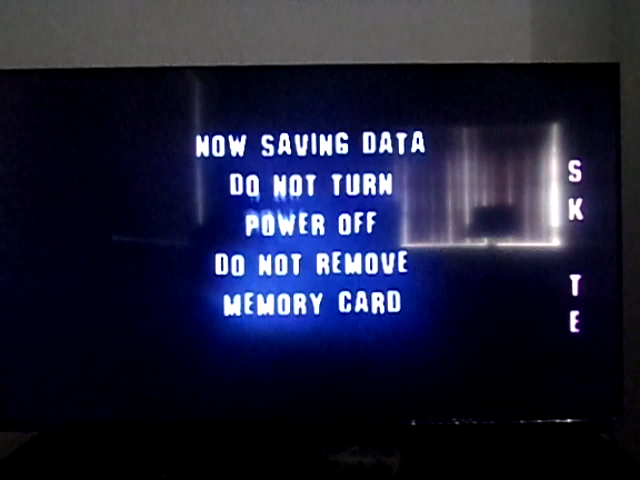 NOW SAVING DATA
DO NOT TURN
POWER OFF
DO NOT REMOVE
MEMORY CARD
S
K
T
E